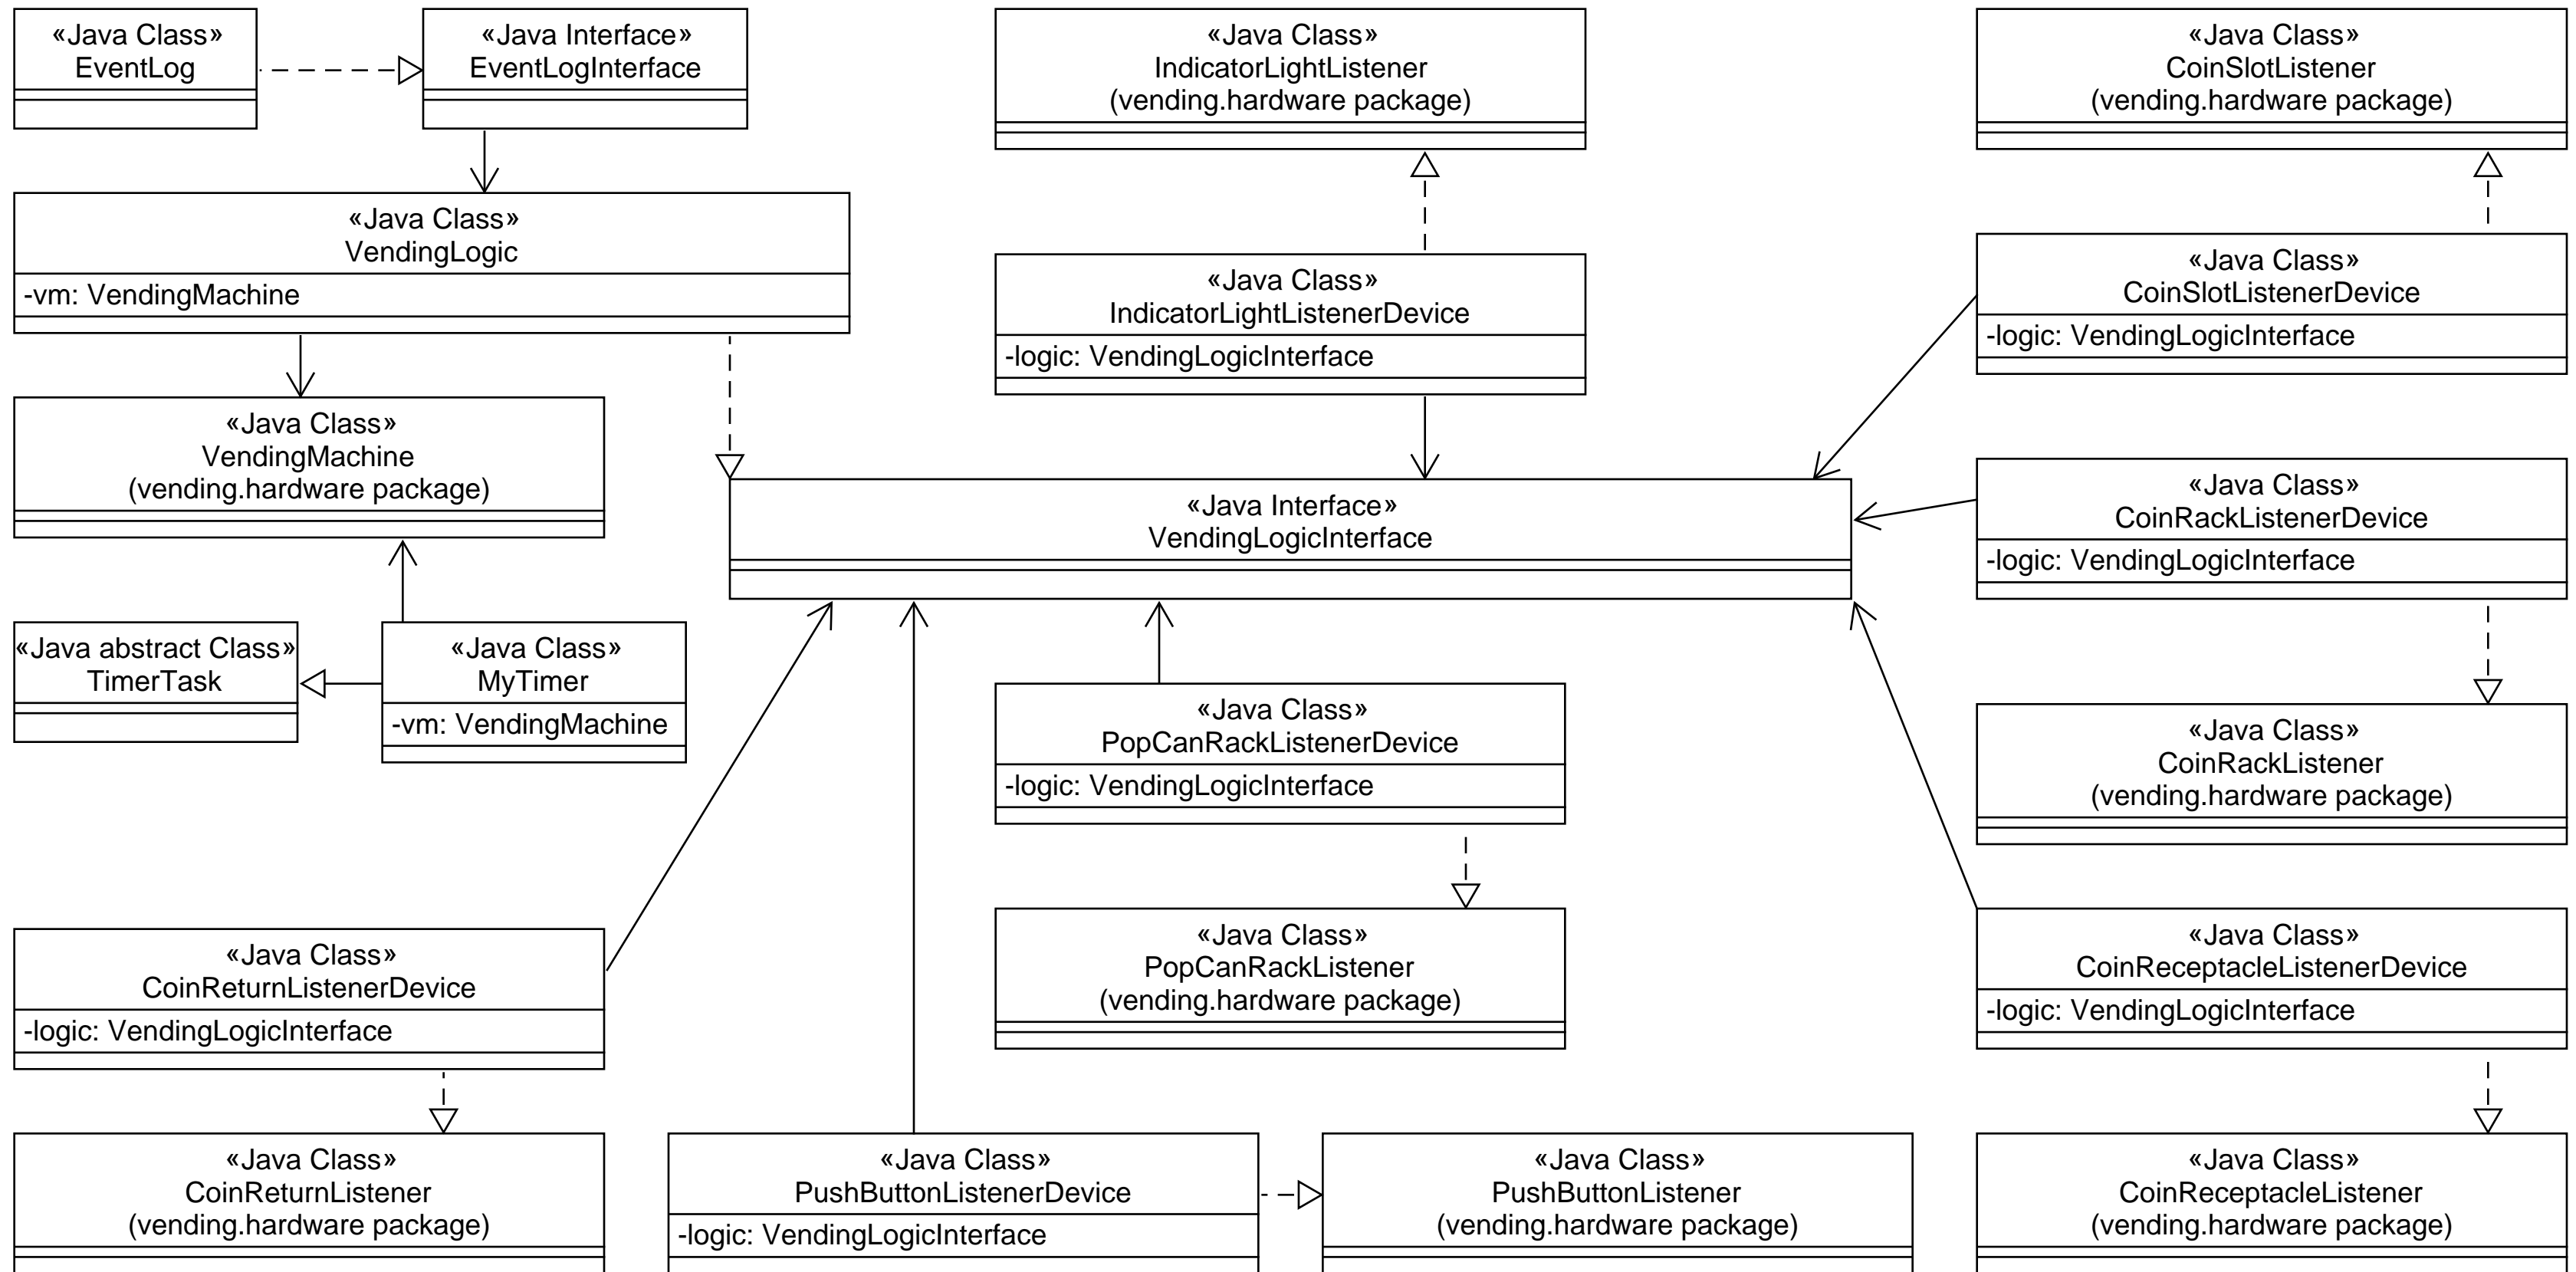 «Java Class»
EventLog
«Java Interface»
EventLogInterface
«Java Class»
IndicatorLightListener
(vending.hardware package)
«Java Class»
CoinSlotListener
(vending.hardware package)
«Java Class»
VendingLogic
-vm: VendingMachine
«Java Class»
IndicatorLightListenerDevice
-logic: VendingLogicInterface
«Java Class»
CoinSlotListenerDevice
-logic: VendingLogicInterface
«Java Class»
VendingMachine
(vending.hardware package)
«Java Interface»
VendingLogicInterface
«Java Class»
CoinRackListenerDevice
-logic: VendingLogicInterface
«Java abstract Class»
TimerTask
«Java Class»
MyTimer
-vm: VendingMachine
«Java Class»
PopCanRackListenerDevice
-logic: VendingLogicInterface
«Java Class»
CoinRackListener
(vending.hardware package)
«Java Class»
CoinReturnListenerDevice
-logic: VendingLogicInterface
«Java Class»
PopCanRackListener
(vending.hardware package)
«Java Class»
CoinReceptacleListenerDevice
-logic: VendingLogicInterface
«Java Class»
CoinReturnListener
(vending.hardware package)
«Java Class»
PushButtonListenerDevice
-logic: VendingLogicInterface
«Java Class»
PushButtonListener
(vending.hardware package)
«Java Class»
CoinReceptacleListener
(vending.hardware package)